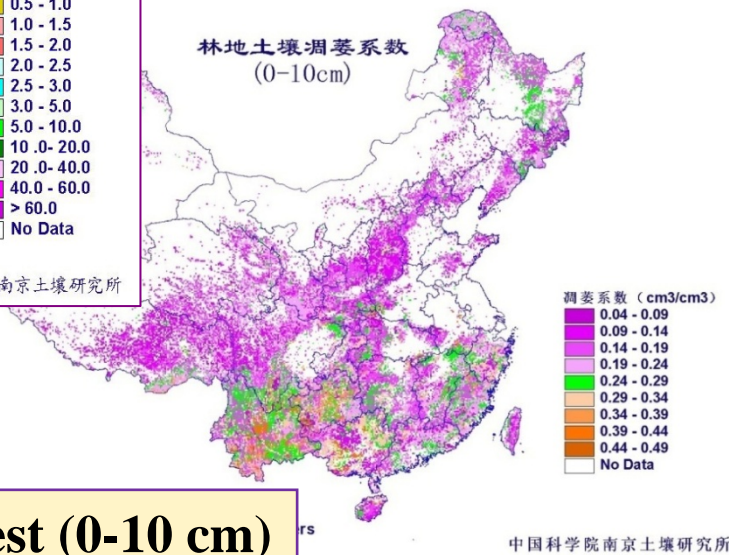 0.5 - 1.0
1.0 - 1.5
1.5 - 2.0
2.0 - 2.5
2.5 - 3.0
3.0 - 5.0
5.0 - 10.0
10 .0- 20.0
20 .0- 40.0
40.0 - 60.0
> 60.0
No Data
南京土壤研究所
林地土壤凋萎系数
(0-10cm)
凋萎系数（cm3/cm3）
0.04 - 0.09
0.09 - 0.14
0.14 - 0.19
0.19 - 0.24
0.24 - 0.29
0.29 - 0.34
0.34 - 0.39
0.39 - 0.44
0.44 - 0.49
No Data
est (0-10 cm)
rs
中国科学院南京土壤研究所